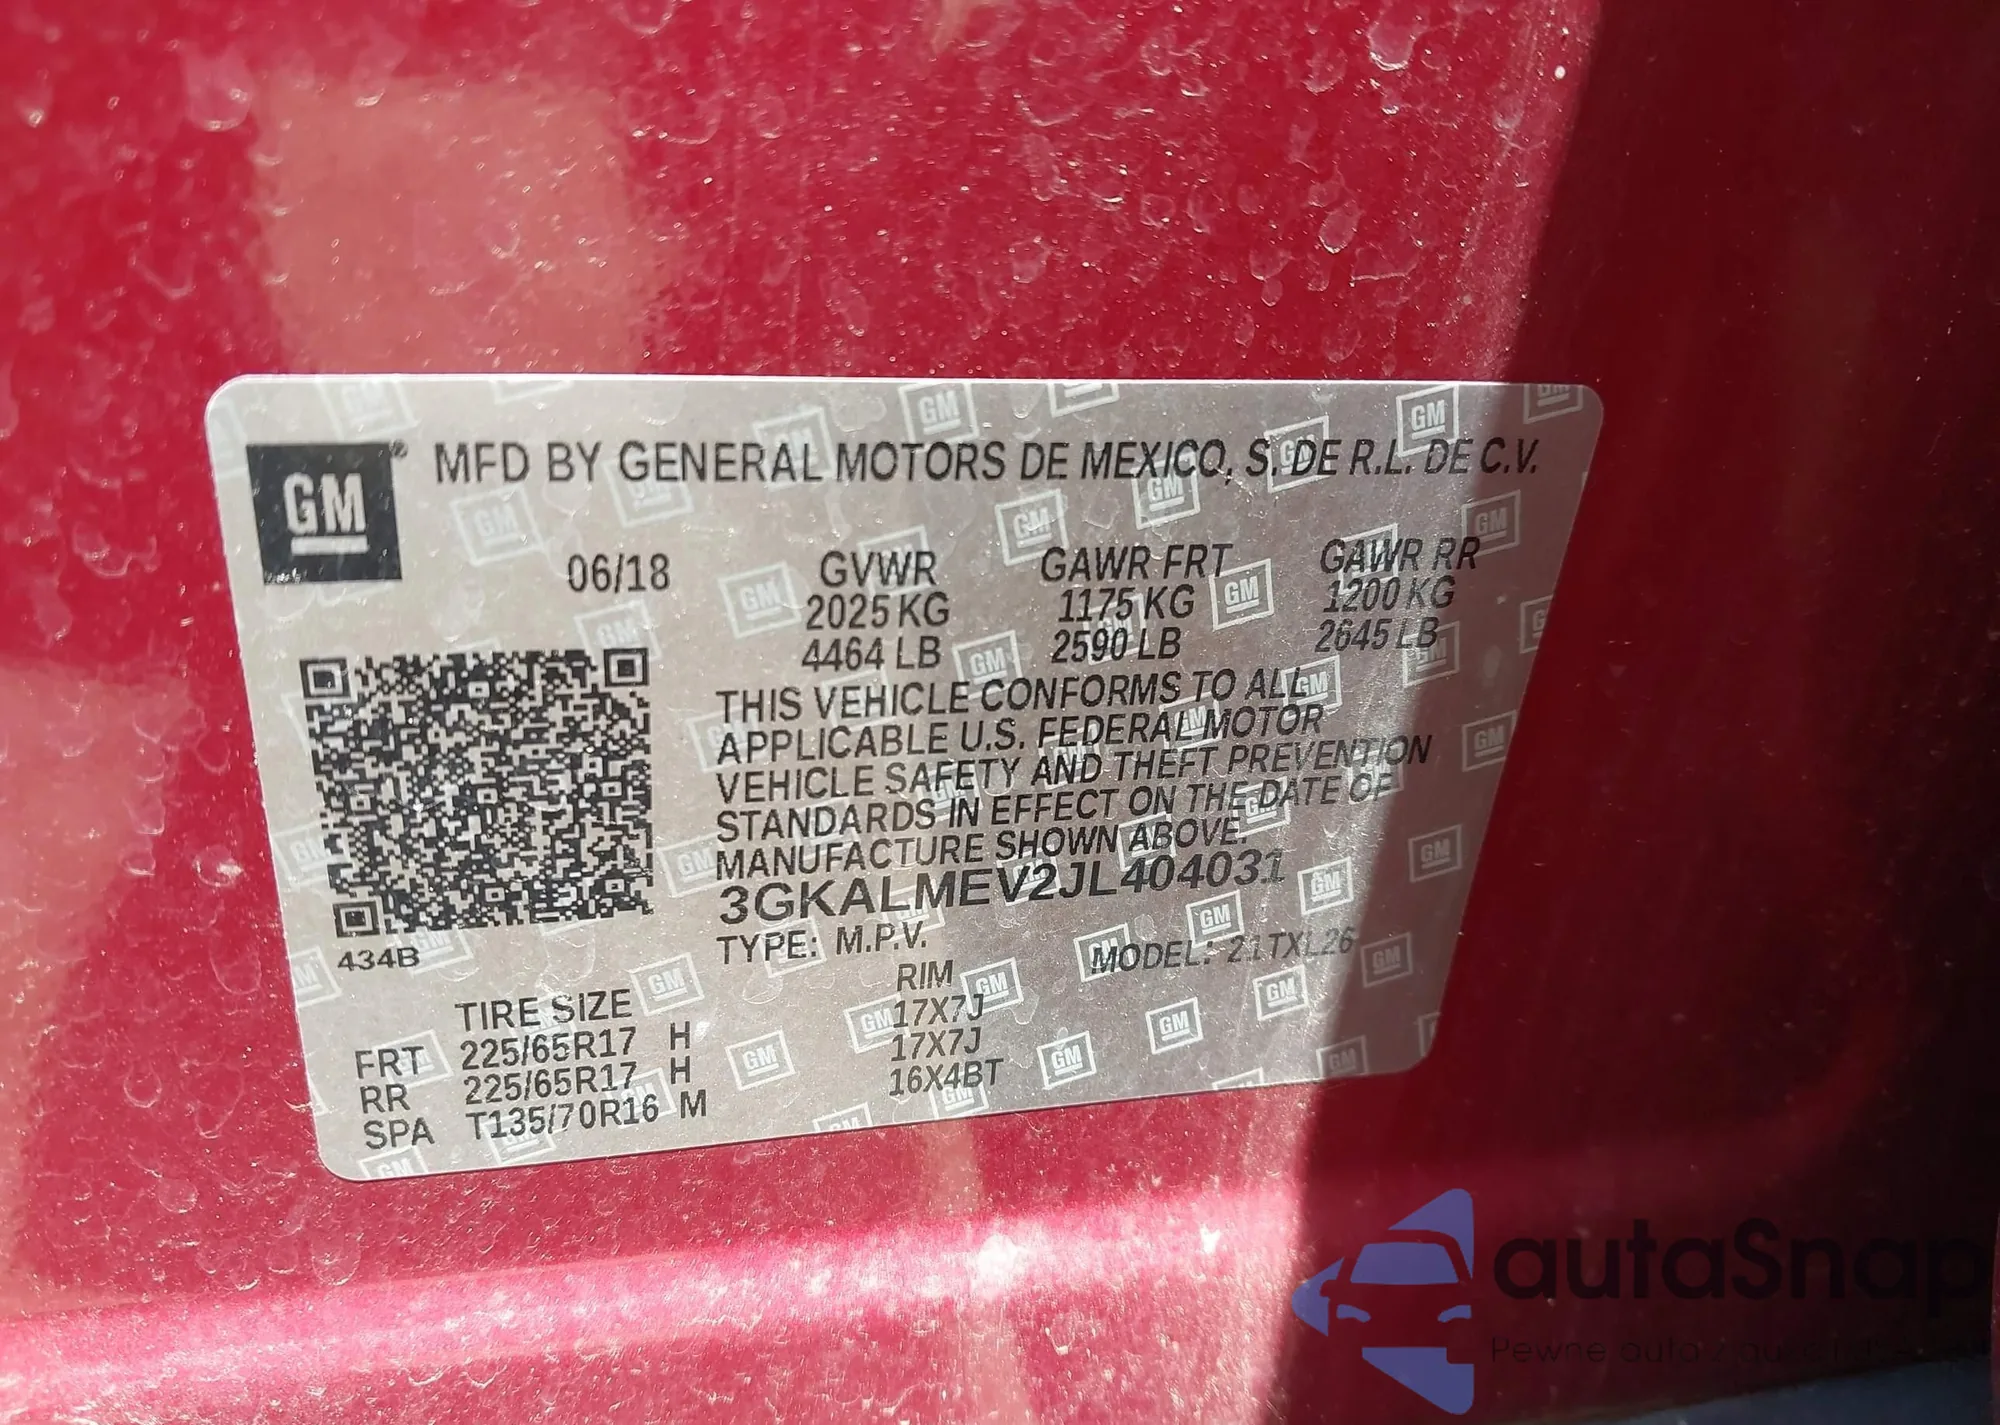 GM ® MFD BY GENERAL MOTORS DE MEXICO, S. DE R.L. DE C.V.
06/18 GVWR GAWR FRT GAWR RR
2025 KG 1175 KG 1200 KG
4464 LB 2590 LB 2645 LB
THIS VEHICLE CONFORMS TO ALL
APPLICABLE U.S. FEDERAL MOTOR
VEHICLE SAFETY AND THEFT PREVENTION
STANDARDS IN EFFECT ON THE DATE OF
MANUFACTURE SHOWN ABOVE.
3GKALMEV2JL404031
434B TYPE: M.P.V. MODEL: 21TXL26
TIRE SIZE RIM
FRT 225/65R17 H 17X7J
RR 225/65R17 H 17X7J
SPA T135/70R16 M 16X4BT
autaSnap
Pewne auto z